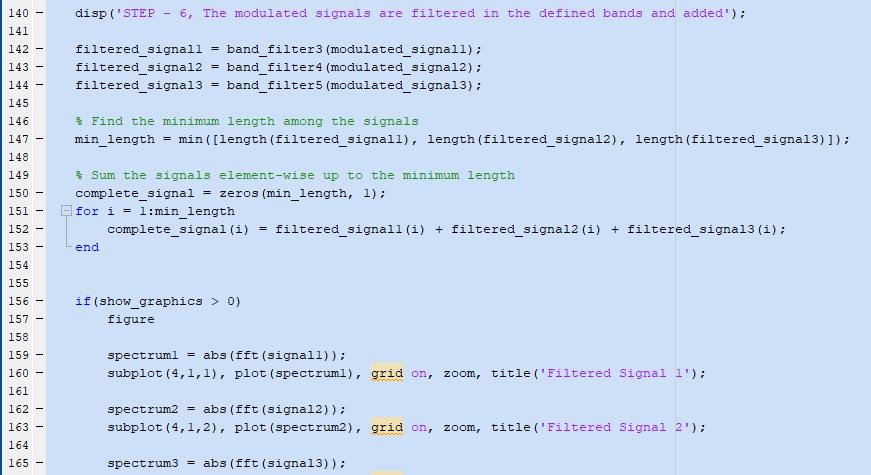 140 - disp('STEP - 6, The modulated signals are filtered in the defined bands and added');
141
142 - filtered_signal1 = band_filter3(modulated_signal1);
143 - filtered_signal2 = band_filter4(modulated_signal2);
144 - filtered_signal3 = band_filter5(modulated_signal3);
145
146 % Find the minimum length among the signals
147 - min_length = min([length(filtered_signal1), length(filtered_signal2), length(filtered_signal3)]);
148
149 % Sum the signals element-wise up to the minimum length
150 - complete_signal = zeros(min_length, 1);
151 - for i = 1:min_length
152 - complete_signal(i) = filtered_signal1(i) + filtered_signal2(i) + filtered_signal3(i);
153 - end
154
155
156 - if(show_graphics > 0)
157 - figure
158
159 - spectrum1 = abs(fft(signal1));
160 - subplot(4,1,1), plot(spectrum1), grid on, zoom, title('Filtered Signal 1');
161
162 - spectrum2 = abs(fft(signal2));
163 - subplot(4,1,2), plot(spectrum2), grid on, zoom, title('Filtered Signal 2');
164
165 - spectrum3 = abs(fft(signal3));